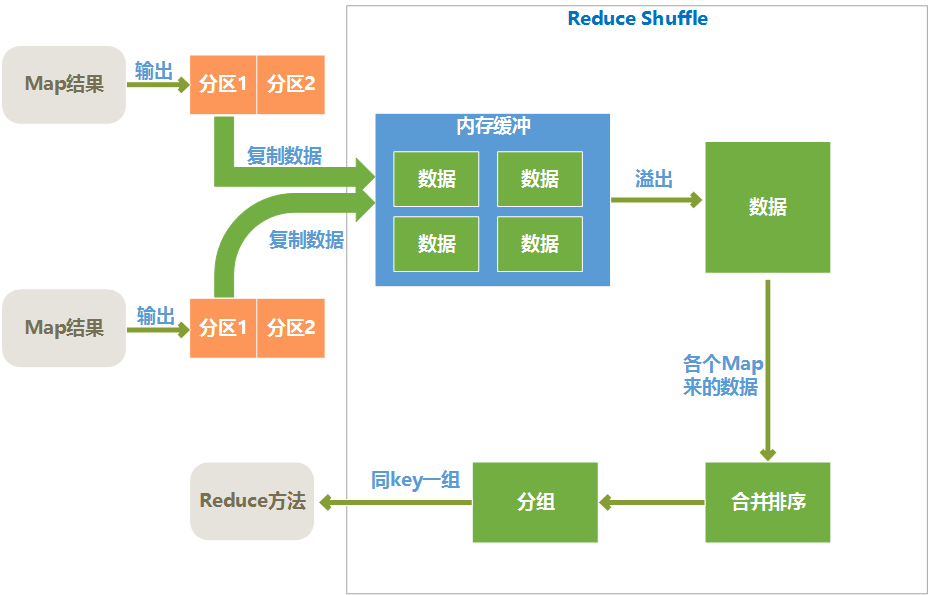 Reduce Shuffle
Map结果
输出
分区1
分区2
复制数据
内存缓冲
数据
数据
数据
数据
溢出
数据
复制数据
Map结果
输出
分区1
分区2
各个Map
来的数据
合并排序
分组
同key一组
Reduce方法